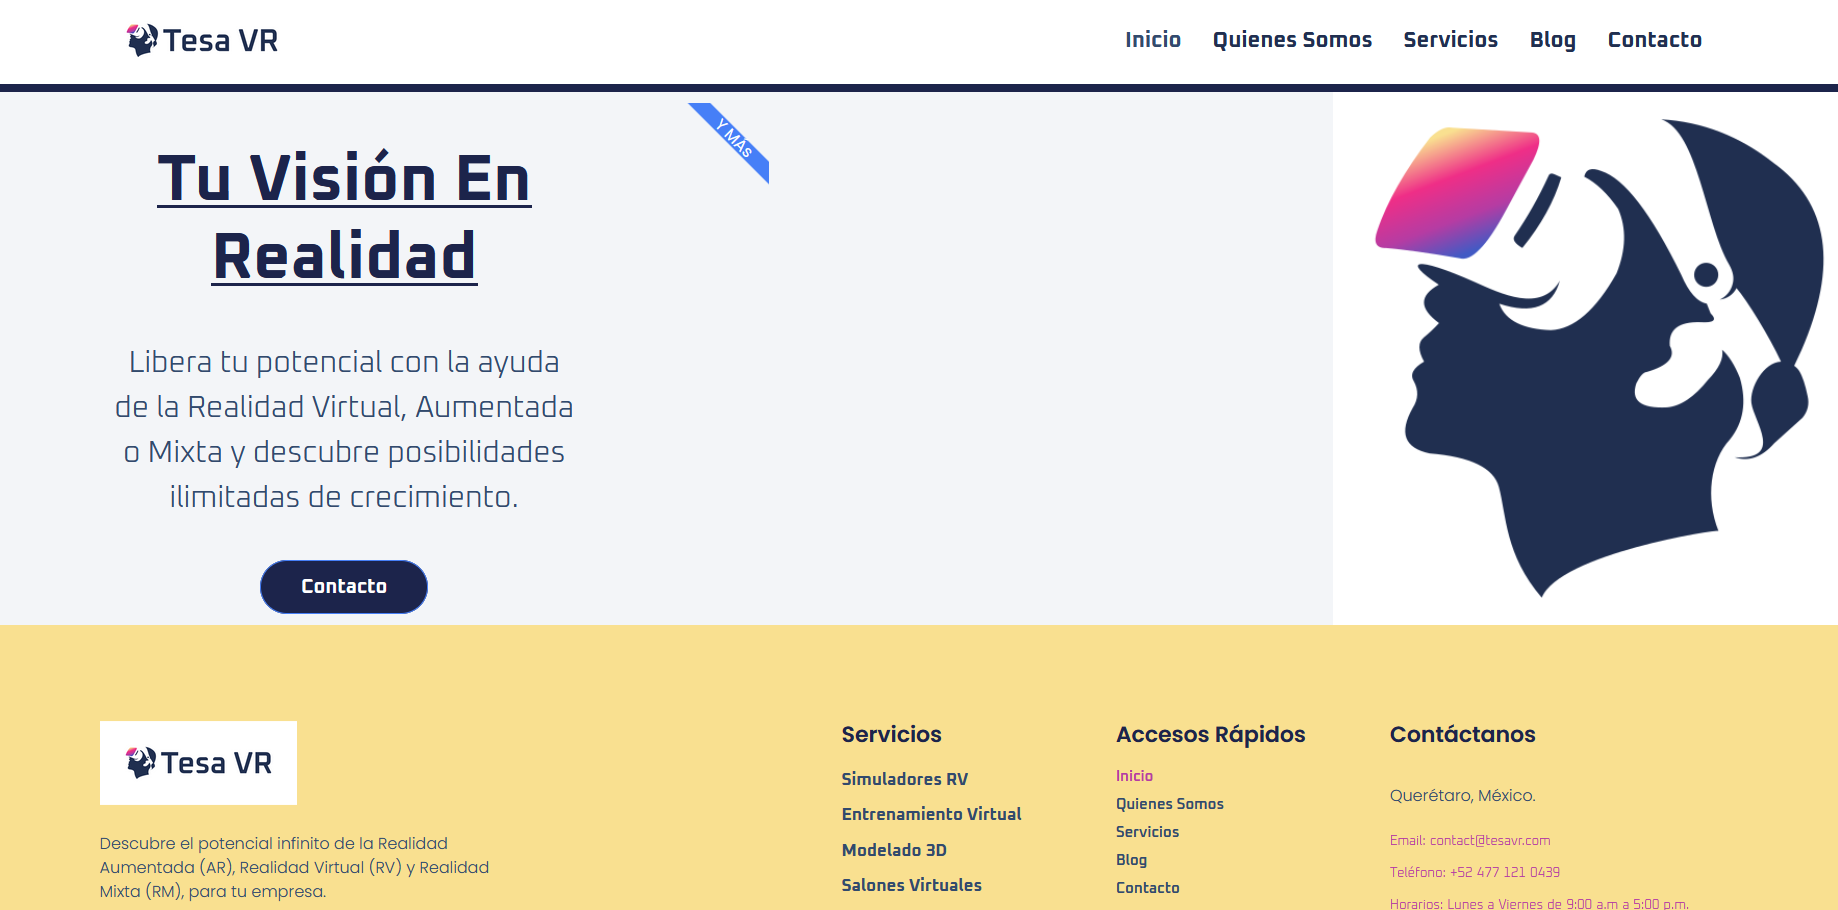 Tesa VR
Inicio Quienes Somos Servicios Blog Contacto
Tu Visión En
Realidad
Y MÁS
Libera tu potencial con la ayuda
de la Realidad Virtual, Aumentada
o Mixta y descubre posibilidades
ilimitadas de crecimiento.
Contacto
Tesa VR
Descubre el potencial infinito de la Realidad
Aumentada (AR), Realidad Virtual (RV) y Realidad
Mixta (RM), para tu empresa.
Servicios
Simuladores RV
Entrenamiento Virtual
Modelado 3D
Salones Virtuales
Accesos Rápidos
Inicio
Quienes Somos
Servicios
Blog
Contacto
Contáctanos
Querétaro, México.
Email: contact@tesavr.com
Teléfono: +52 477 121 0439
Horarios: Lunes a Viernes de 9:00 a.m a 5:00 p.m.